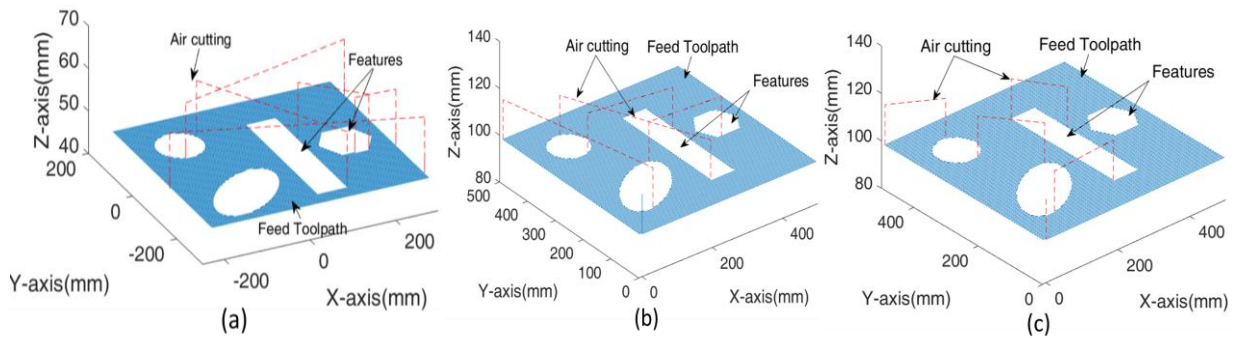 70
60
50
40
Z-axis(mm)
Air cutting
Features
Feed Toolpath
200
0
-200
Y-axis(mm)
-200
0
200
X-axis(mm)
(a)
140
120
100
80
Z-axis(mm)
Air cutting
Feed Toolpath
Features
500
400
300
200
100
0
Y-axis(mm)
0
200
400
X-axis(mm)
(b)
140
120
100
80
Z-axis(mm)
Air cutting
Feed Toolpath
Features
400
200
0
Y-axis(mm)
0
200
400
X-axis(mm)
(c)